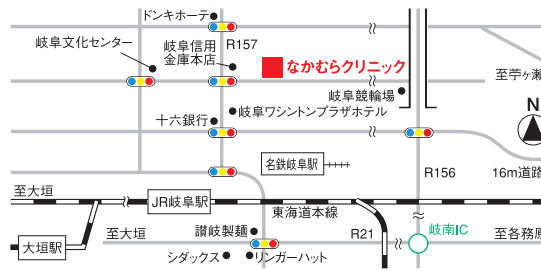 ドンキホーテ
岐阜文化センター
岐阜信用
金庫本店
R157
なかむらクリニック
至芋ヶ瀬
岐阜競輪場
N
十六銀行
岐阜ワシントンプラザホテル
名鉄岐阜駅
R156
16m道路
至大垣
JR岐阜駅
東海道本線
讃岐製麺
R21
岐南IC
至各務原
大垣駅
至大垣
シダックス
リンガーハット